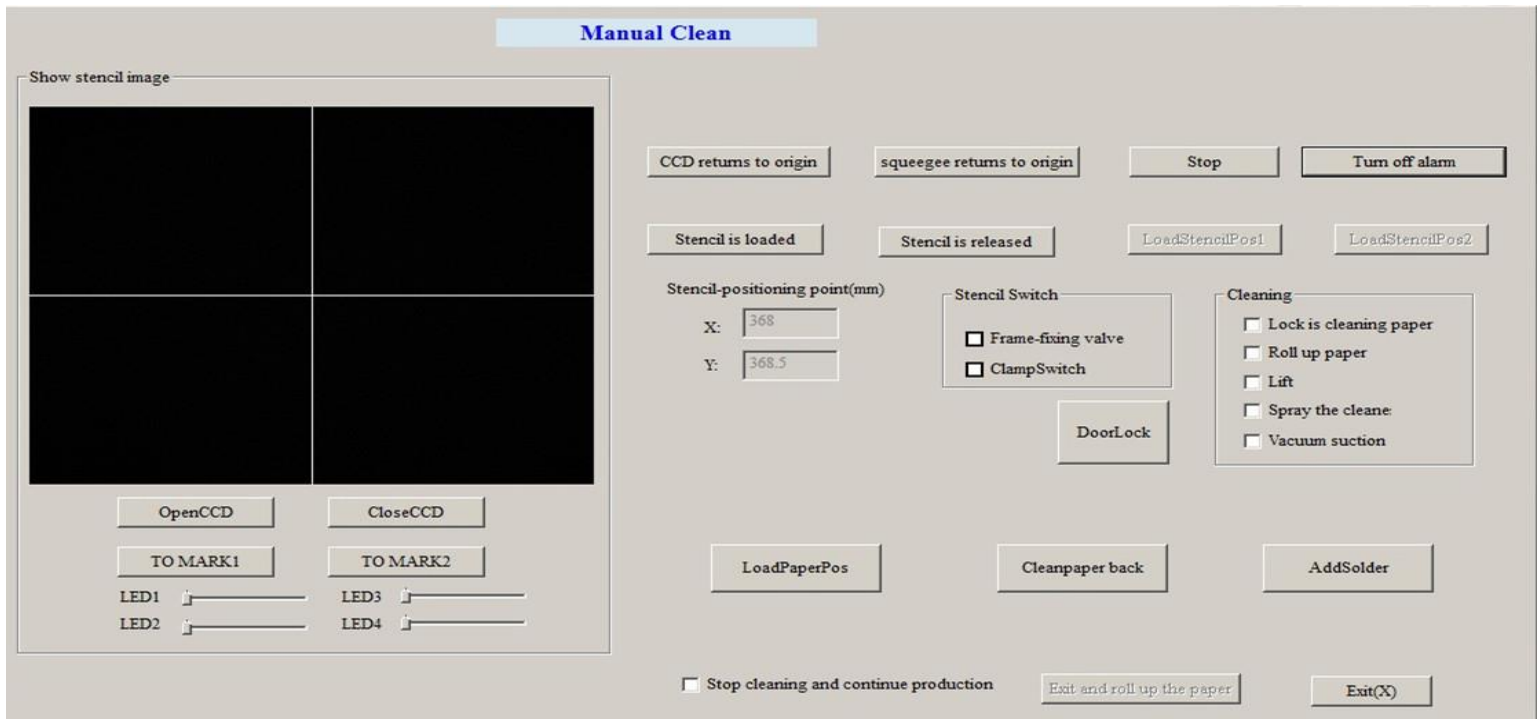 Manual Clean
Show stencil image
CCD returns to origin
squeegee returns to origin
Stop
Turn off alarm
Stencil is loaded
Stencil is released
LoadStencilPos1
LoadStencilPos2
Stencil-positioning point(mm)
X: 368
Y: 368.5
Stencil Switch
Frame-fixing valve
ClampSwitch
DoorLock
Cleaning
Lock is cleaning paper
Roll up paper
Lift
Spray the cleane
Vacuum suction
OpenCCD
CloseCCD
TO MARK1
TO MARK2
LED1
LED3
LED2
LED4
LoadPaperPos
Cleanpaper back
AddSolder
Stop cleaning and continue production
Exit and roll up the paper
Exit(X)